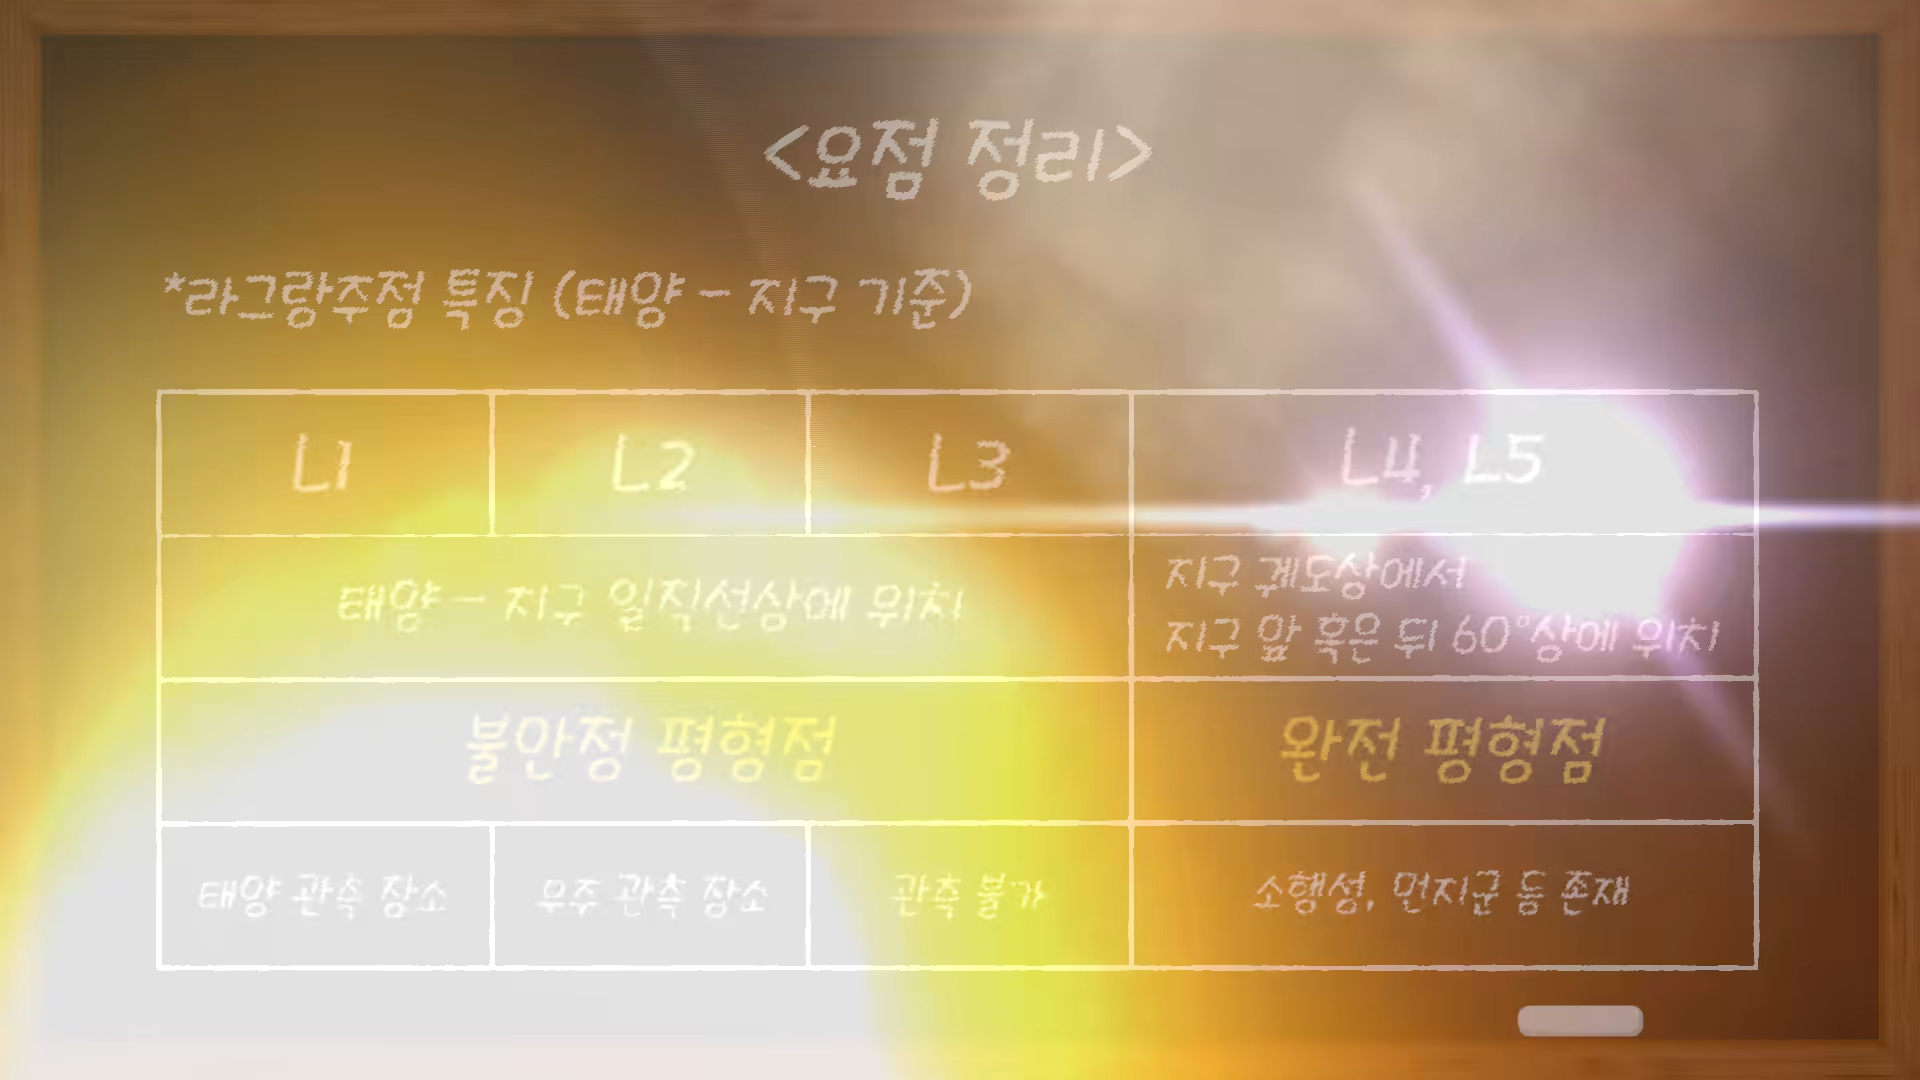 <요점 정리>
*라그랑주점 특징 (태양 - 지구 기준)
L1
L2
L3
L4, L5
태양 - 지구 일직선상에 위치
지구 궤도상에서
지구 앞 혹은 뒤 60°상에 위치
불안정 평형점
완전 평형점
태양 관측 장소
우주 관측 장소
관측 불가
소행성, 먼지군 등 존재